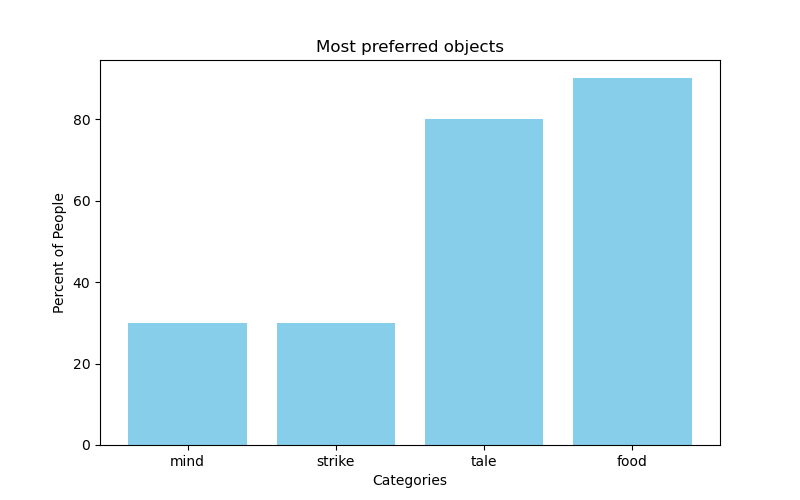 Most preferred objects
Percent of People
80
60
40
20
0
mind strike tale food
Categories